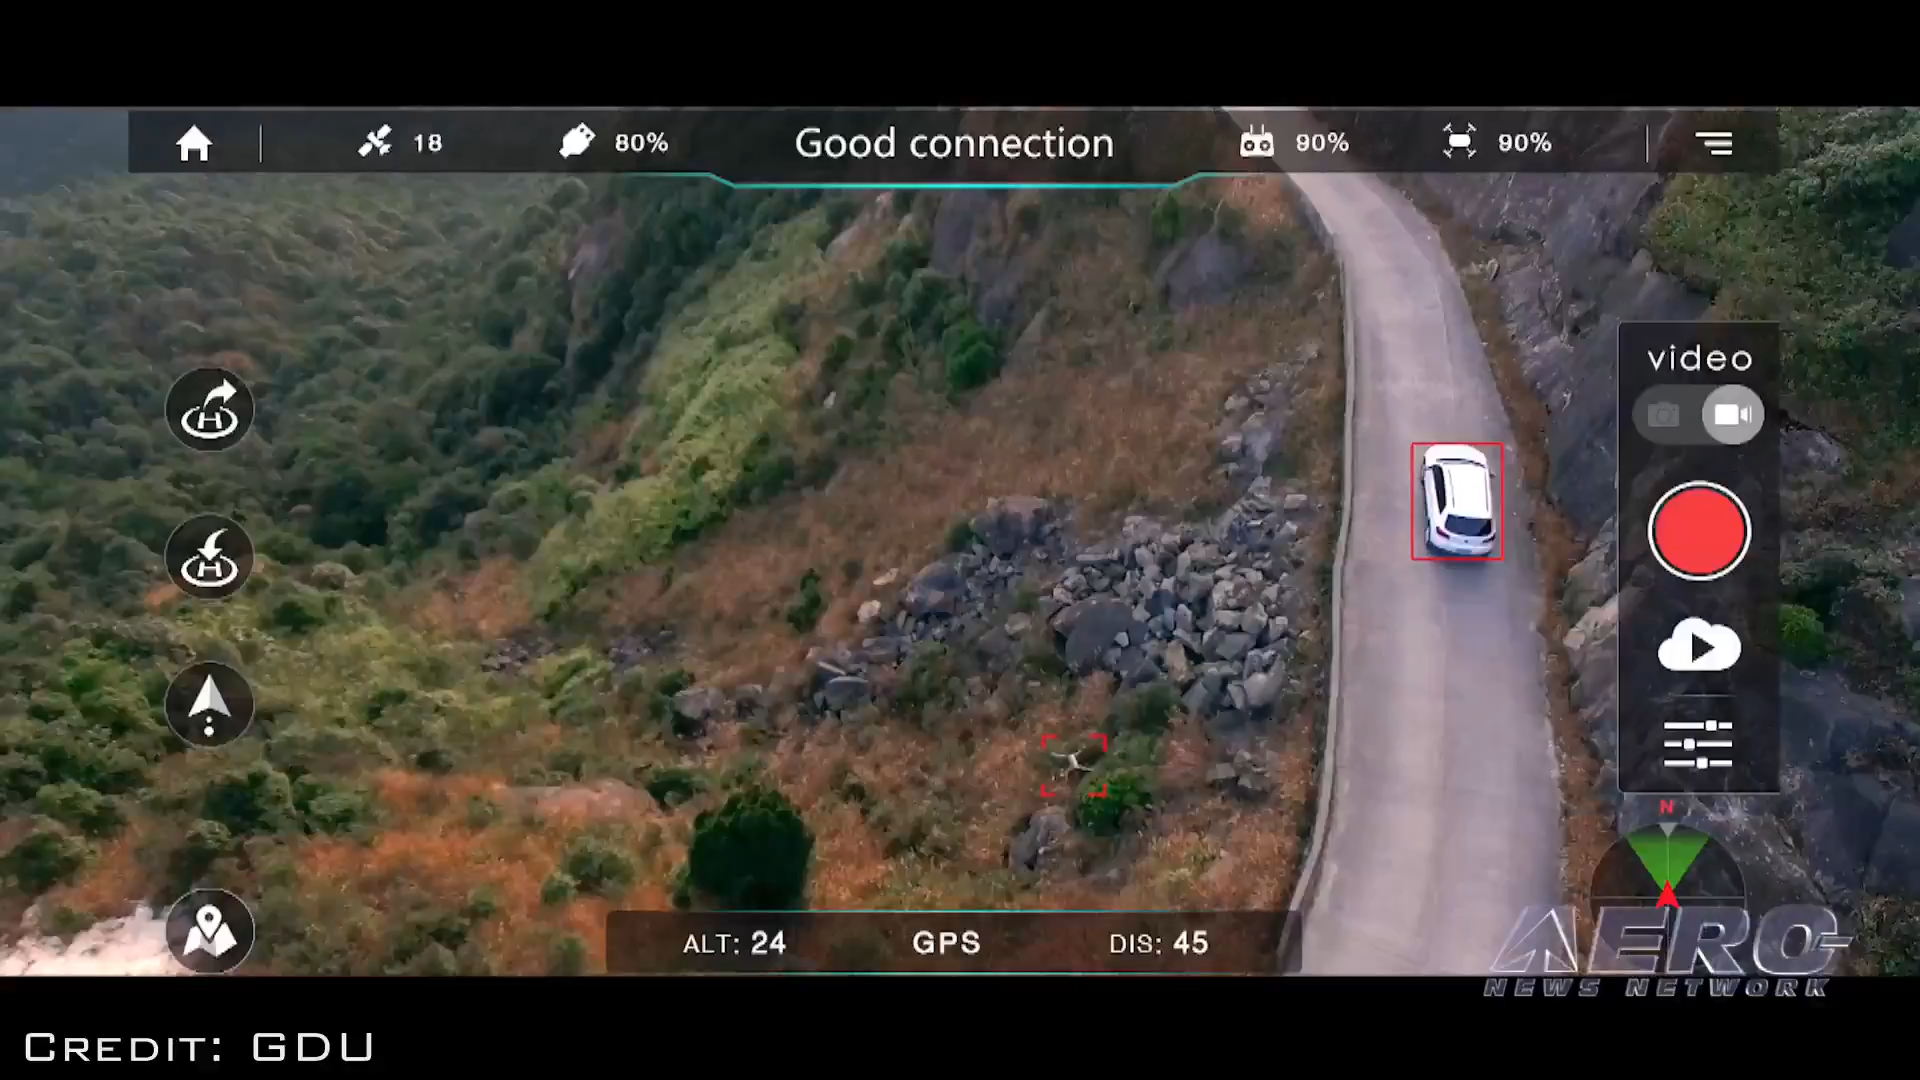 18
80%
Good connection
90%
90%
video
N
ALT: 24
GPS
DIS: 45
AERO
NEWS NETWORK
CREDIT: GDU